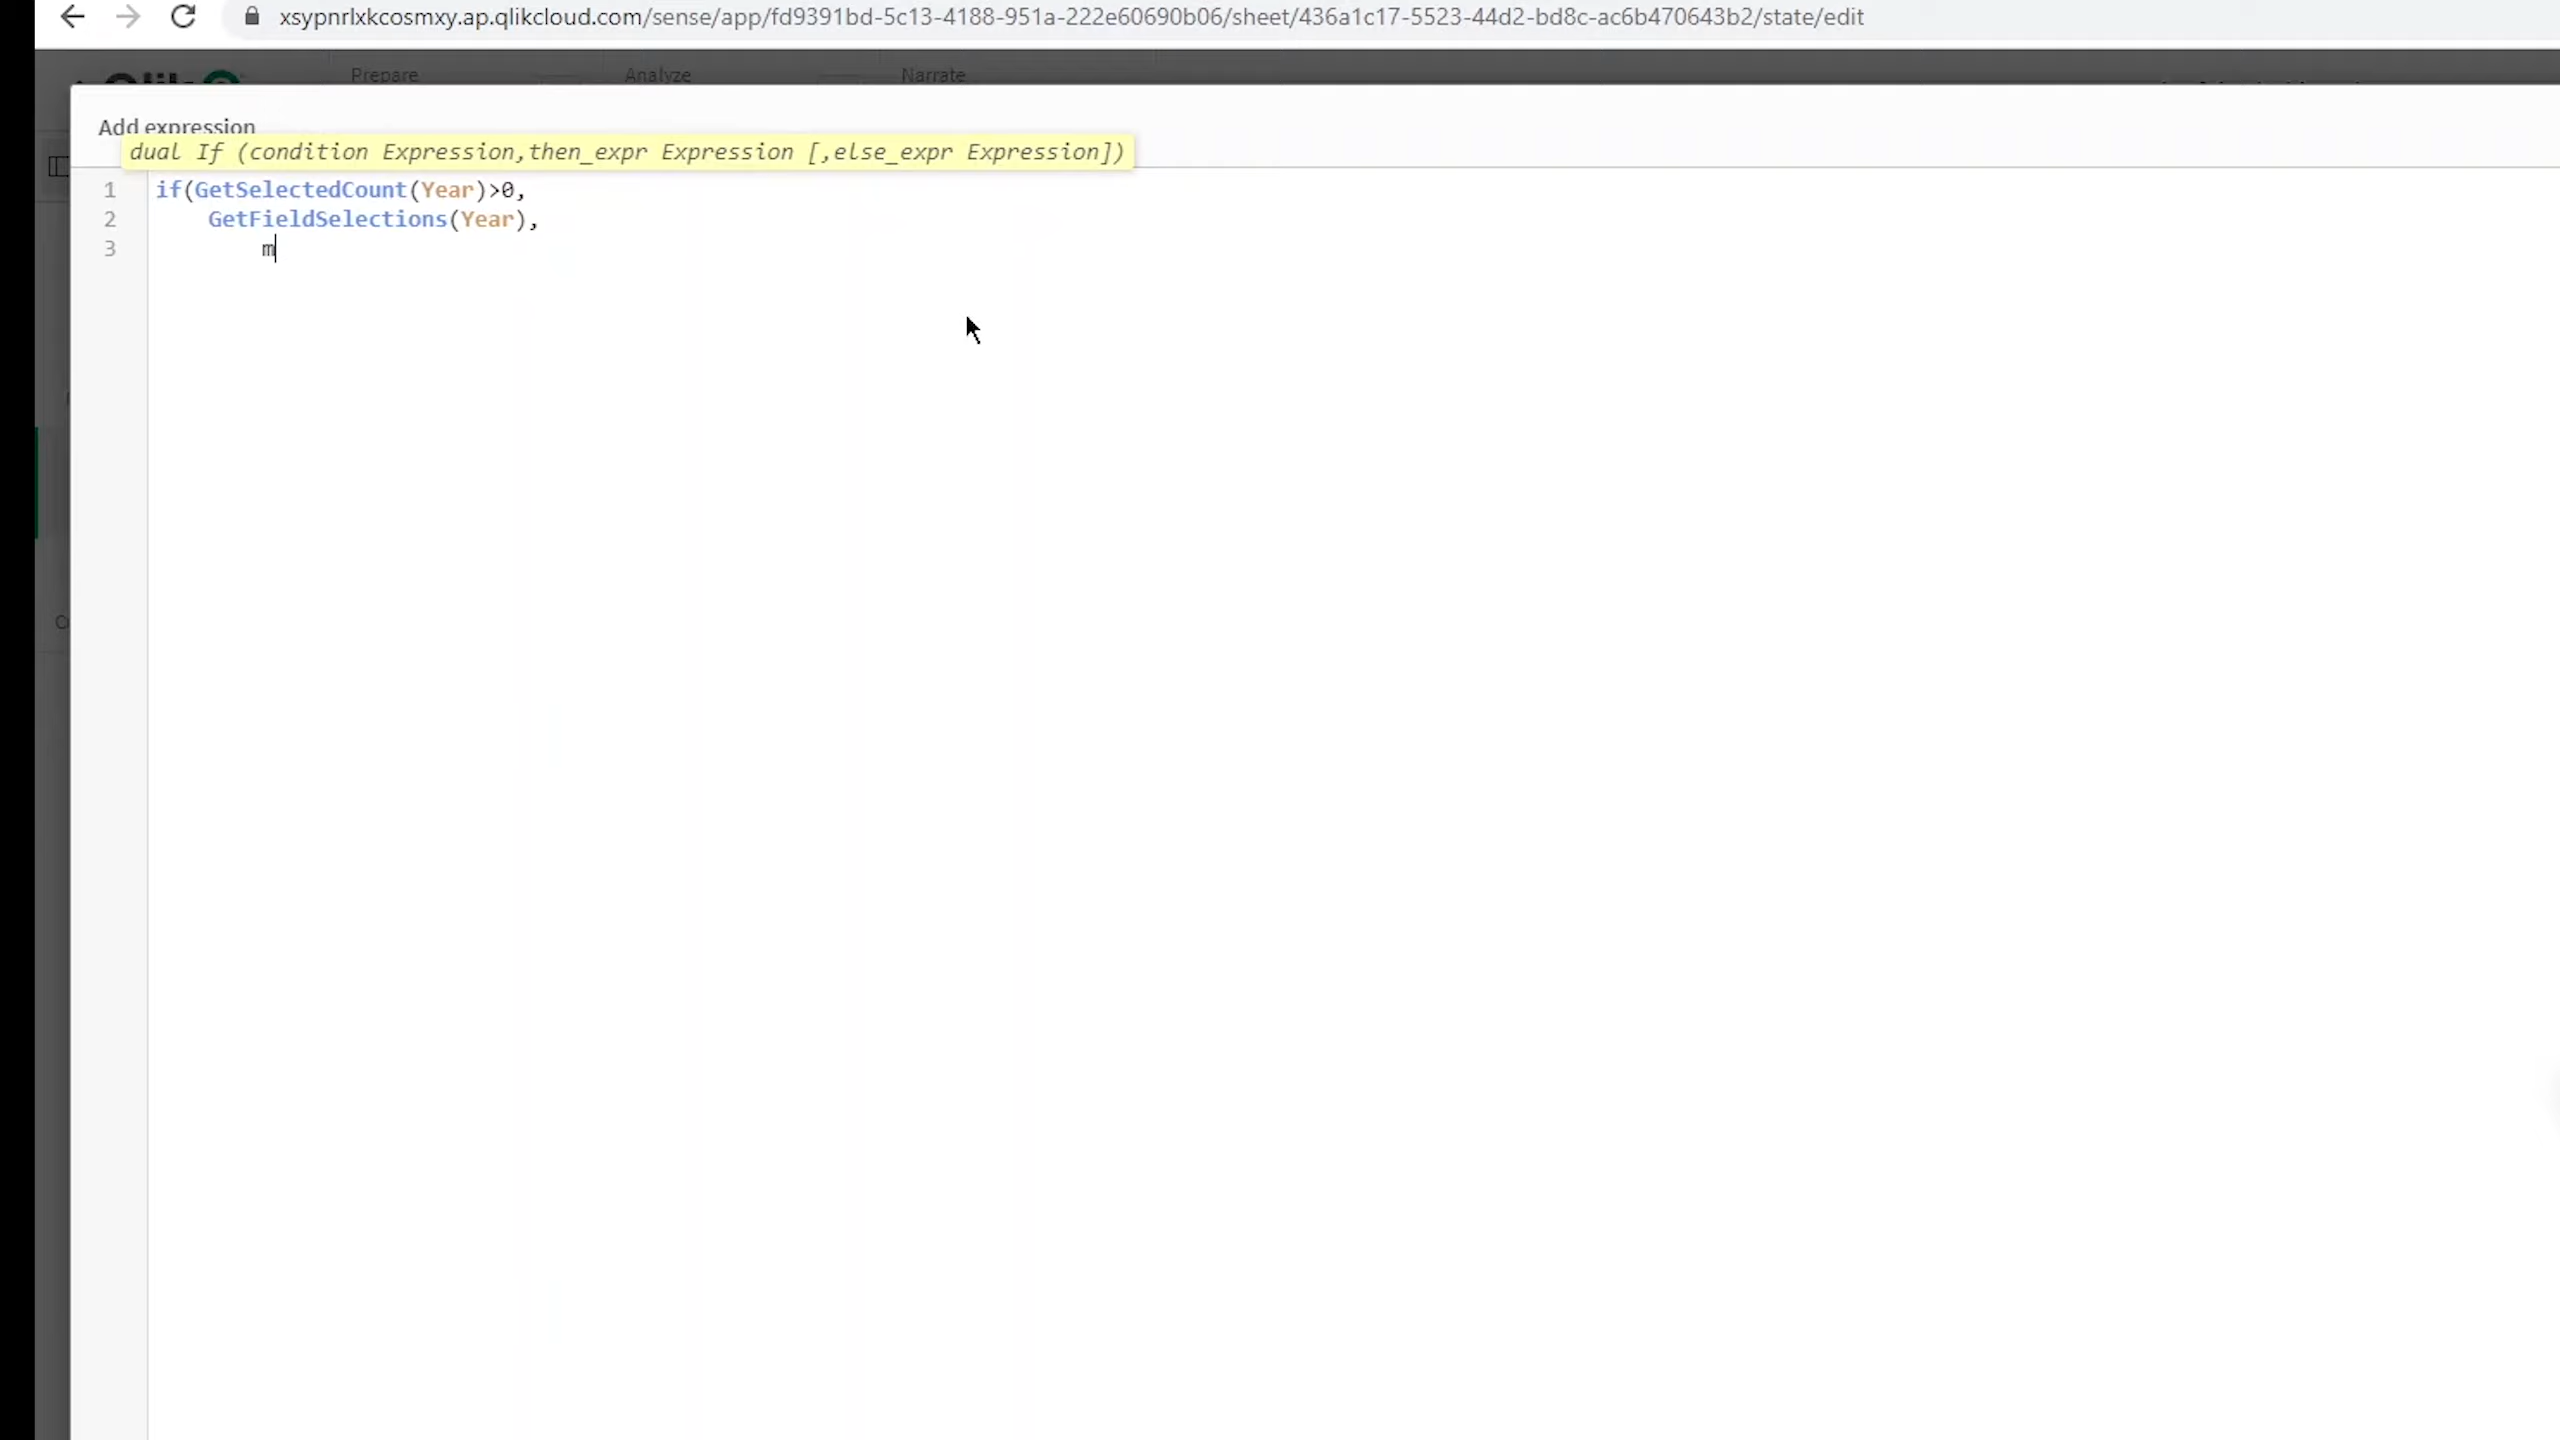 xsypnrlxkcosmxy.ap.qlikcloud.com/sense/app/fd9391bd-5c13-4188-951a-222e60690b06/sheet/436a1c17-5523-44d2-bd8c-ac6b470643b2/state/edit
Qlik
Prepare
Analyze
Narrate
Add expression
dual If (condition Expression,then_expr Expression [,else_expr Expression])
1 if(GetSelectedCount(Year)>0,
2 GetFieldSelections(Year),
3 m